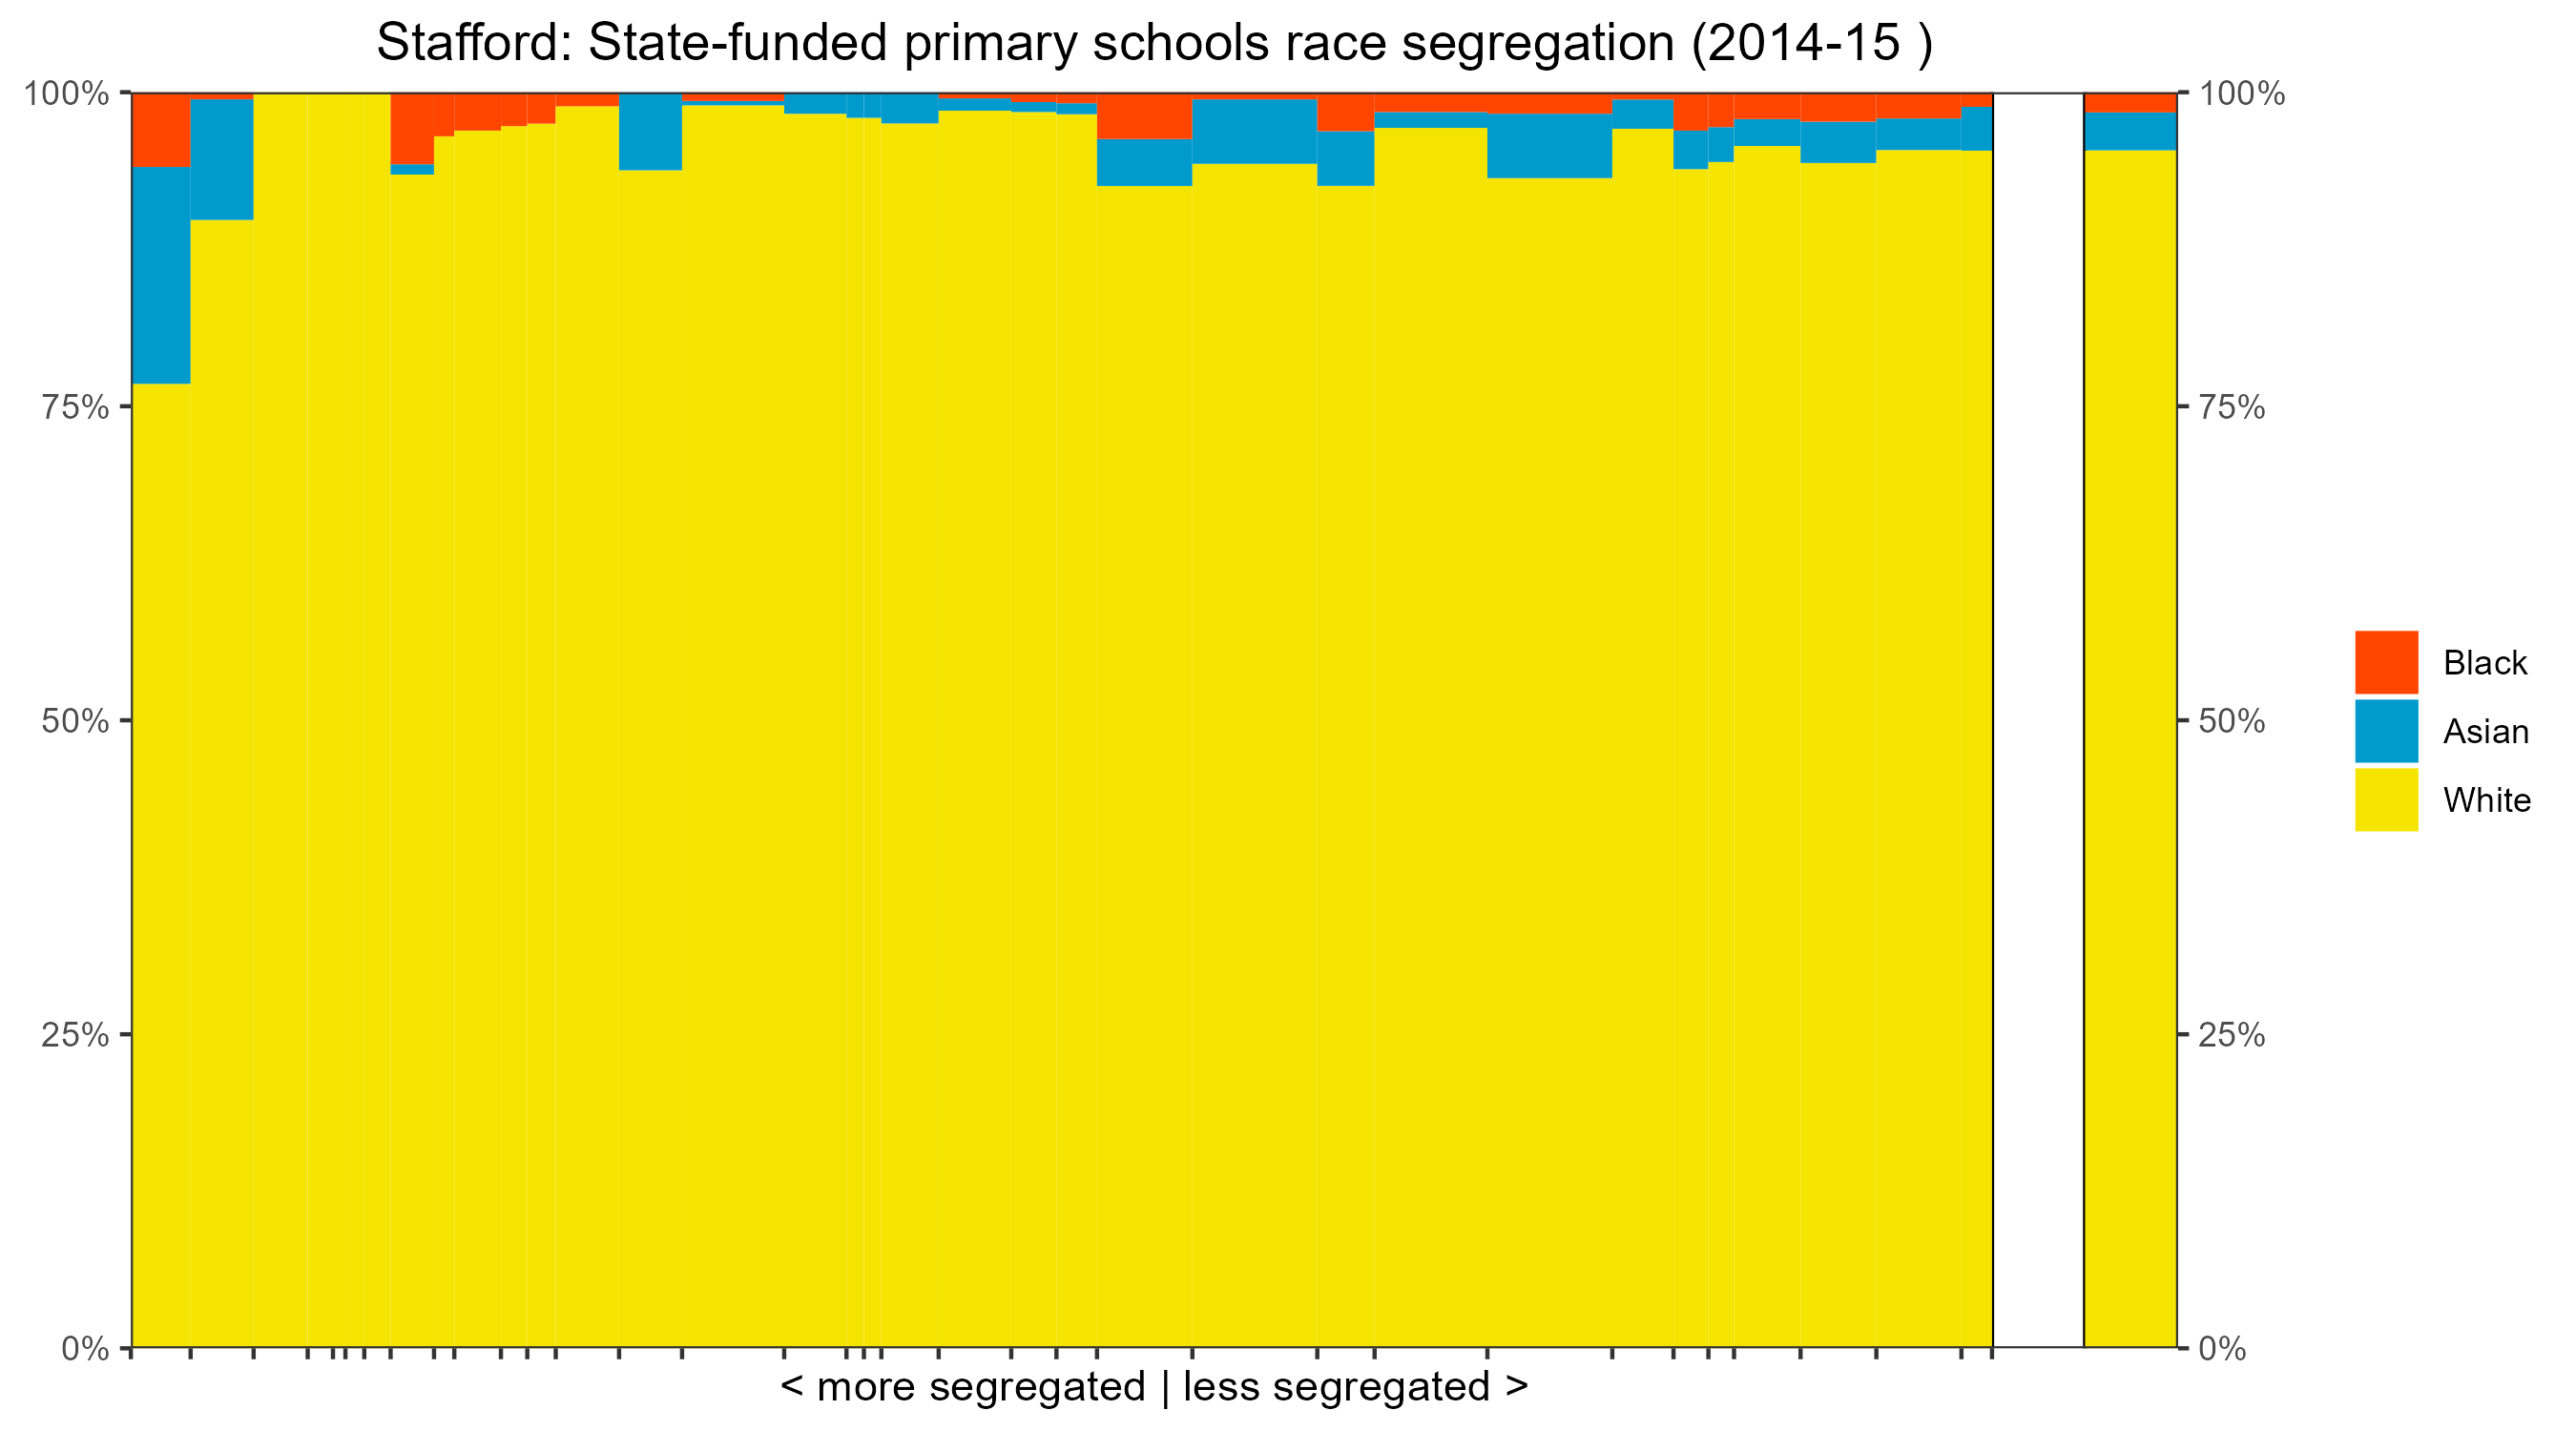 Stafford: State-funded primary schools race segregation (2014-15 )
100%
75%
50%
25%
0%
100%
75%
50%
25%
0%
< more segregated | less segregated >
Black
Asian
White